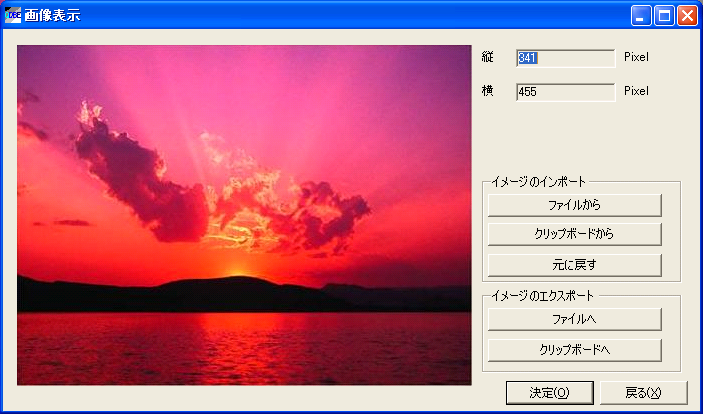 画像表示
縦 341 Pixel
横 455 Pixel
イメージのインポート
ファイルから
クリップボードから
元に戻す
イメージのエクスポート
ファイルへ
クリップボードへ
決定(O) 戻る(X)